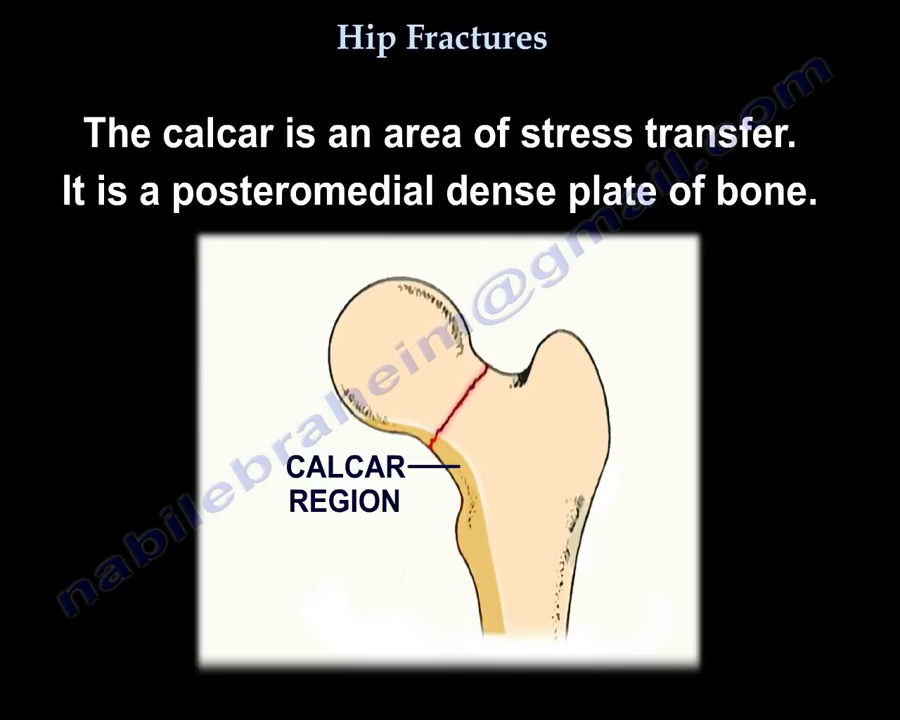 Hip Fractures
The calcar is an area of stress transfer.
It is a posteromedial dense plate of bone.
nabilebraheim@gmail.com
CALCAR
REGION